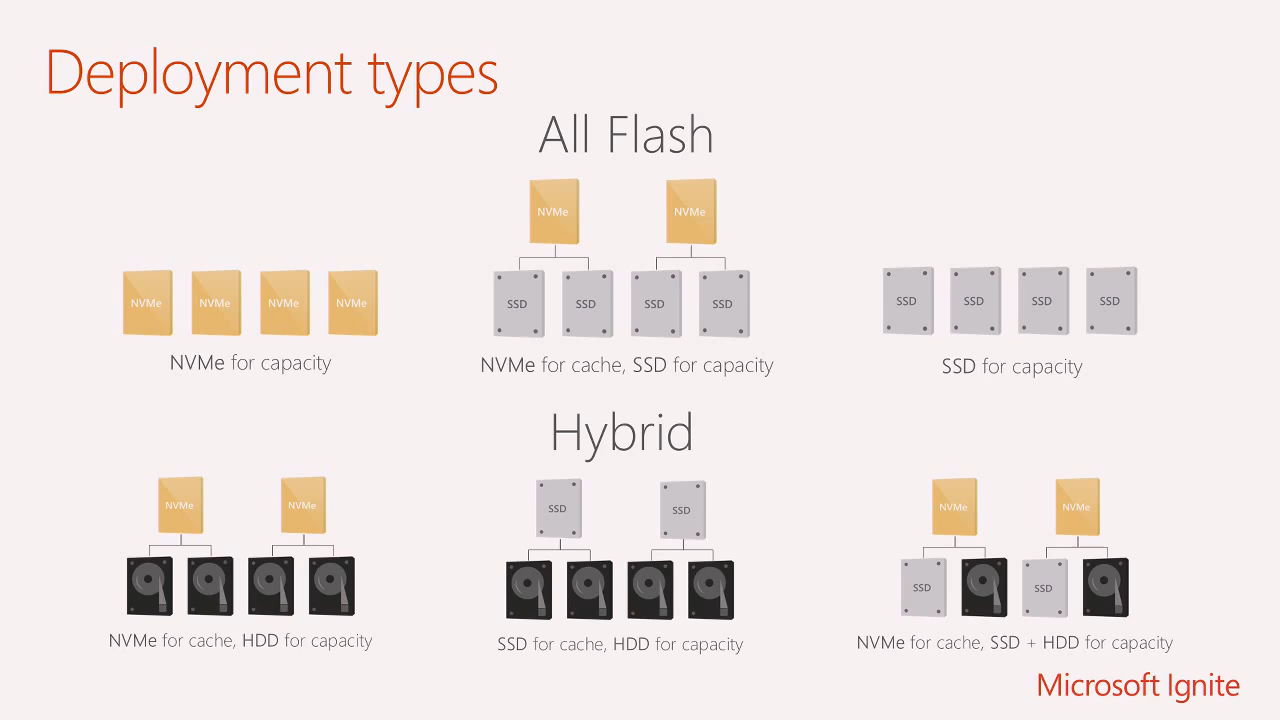 Deployment types
All Flash
NVMe NVMe
NVMe NVMe NVMe NVMe
SSD SSD SSD SSD
SSD SSD SSD SSD
NVMe for capacity
NVMe for cache, SSD for capacity
SSD for capacity
Hybrid
NVMe NVMe
SSD SSD
NVMe NVMe
SSD SSD
NVMe for cache, HDD for capacity
SSD for cache, HDD for capacity
NVMe for cache, SSD + HDD for capacity
Microsoft Ignite